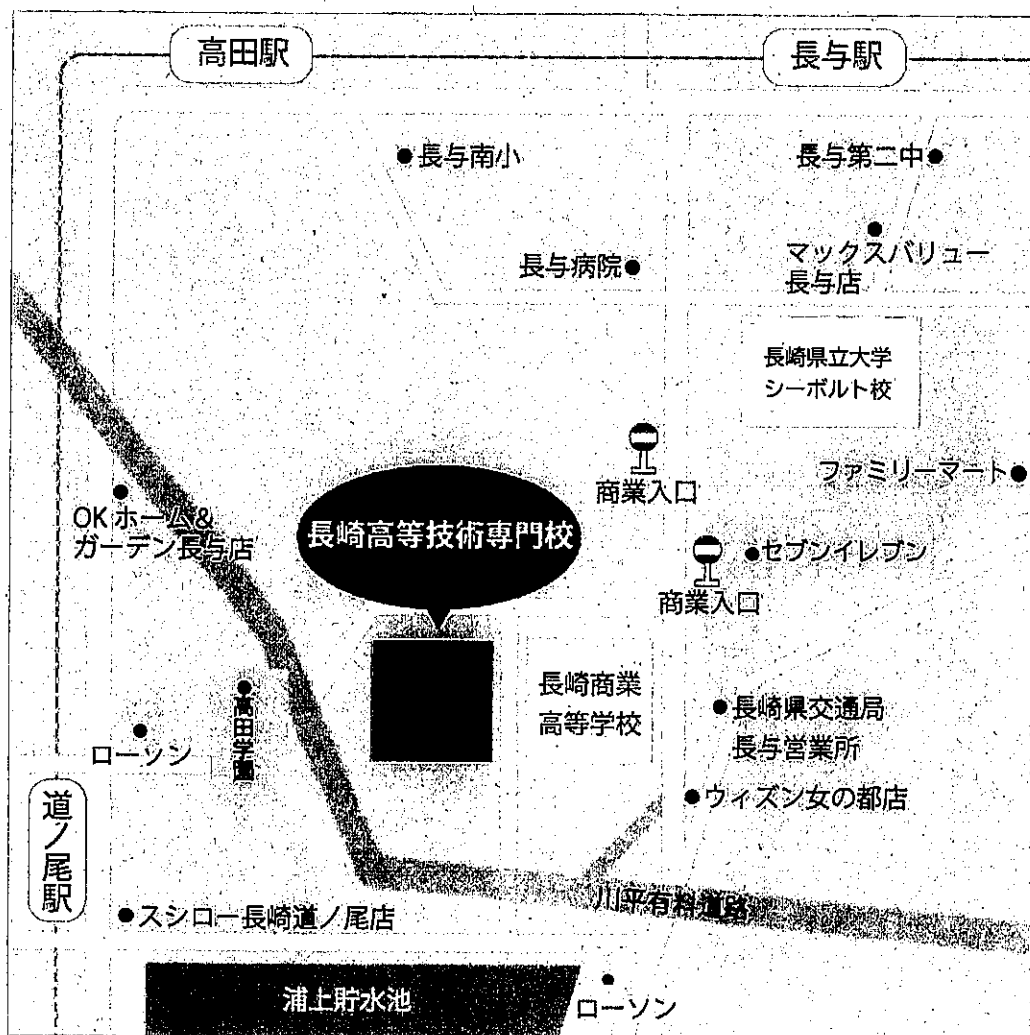 高田駅
長与駅
長与南小
長与第二中
マックスバリュー
長与店
長与病院
長崎県立大学
シーボルト校
商業入口
ファミリーマート
OKホーム&
ガーデン長与店
長崎高等技術専門校
セブンイレブン
商業入口
長崎商業
高等学校
高田学園
長崎県交通局
長与営業所
ローソン
ウィズン女の都店
道ノ尾駅
川平有料道路
スシロー長崎道ノ尾店
浦上貯水池
ローソン